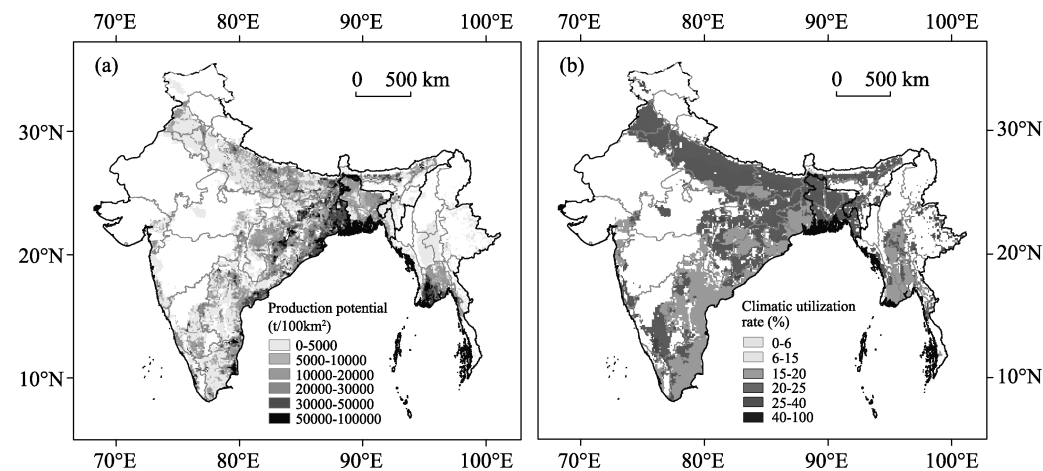 70°E 80°E 90°E 100°E 70°E 80°E 90°E 100°E
(a)
0 500 km
30°N
20°N
10°N
Production potential
(t/100km²)
0-5000
5000-10000
10000-20000
20000-30000
30000-50000
50000-100000
70°E 80°E 90°E 100°E
(b)
0 500 km
30°N
20°N
10°N
Climatic utilization
rate (%)
0-6
6-15
15-20
20-25
25-40
40-100
70°E 80°E 90°E 100°E